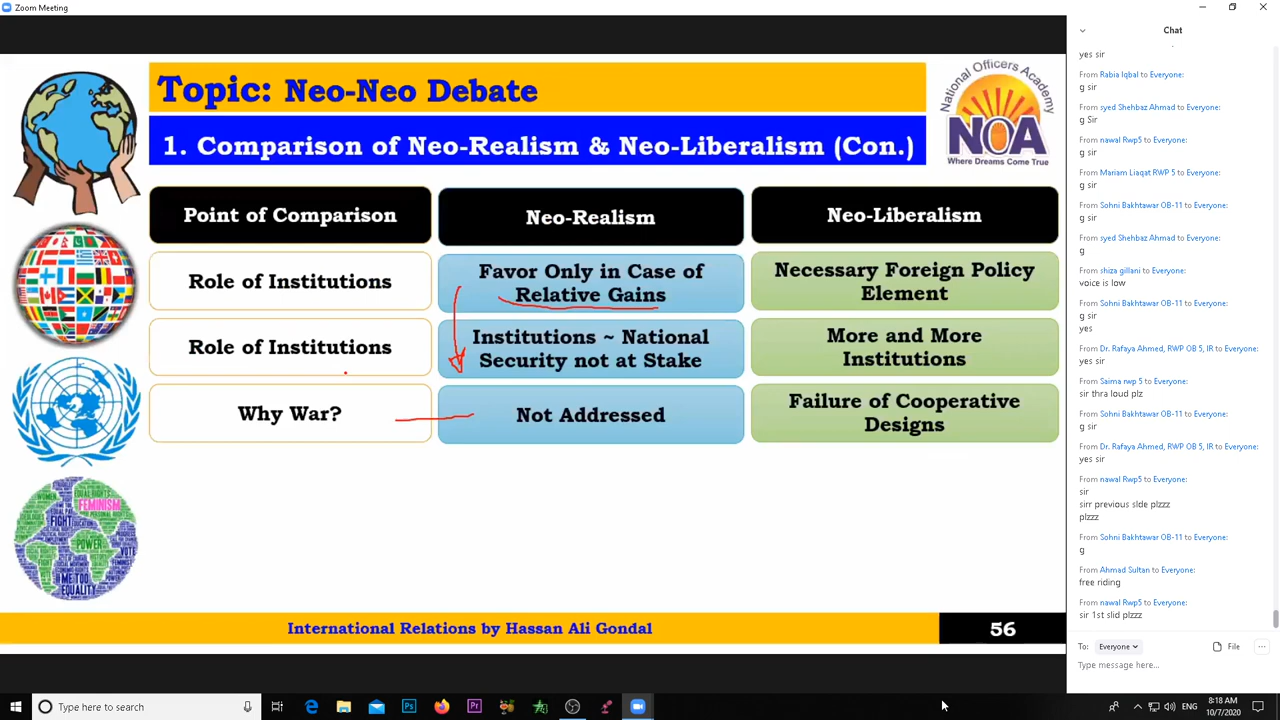 Zoom Meeting
Topic: Neo-Neo Debate
1. Comparison of Neo-Realism & Neo-Liberalism (Con.)
National Officers Academy
NOA
Where Dreams Come True
Point of Comparison
Neo-Realism
Neo-Liberalism
Role of Institutions
Favor Only in Case of
Relative Gains
Necessary Foreign Policy
Element
Role of Institutions
Institutions ~ National
Security not at Stake
More and More
Institutions
Why War?
Not Addressed
Failure of Cooperative
Designs
FEMINISM
FIGHT
POWER
VOTE
ME TOO
EQUALITY
International Relations by Hassan Ali Gondal
56
Chat
yes sir
From Rabia Iqbal to Everyone:
g sir
From syed Shehbaz Ahmad to Everyone:
g Sir
From nawal Rwp5 to Everyone:
g sir
From Mariam Liaqat RWP 5 to Everyone:
g sir
From Sohni Bakhtawar OB-11 to Everyone:
g sir
From syed Shehbaz Ahmad to Everyone:
g
From shiza gillani to Everyone:
voice is low
From Sohni Bakhtawar OB-11 to Everyone:
g sir
yes
From Dr. Rafaya Ahmed, RWP OB 5, IR to Everyone:
yes sir
From Saima rwp 5 to Everyone:
sir thra loud plz
From Sohni Bakhtawar OB-11 to Everyone:
g sir
From Dr. Rafaya Ahmed, RWP OB 5, IR to Everyone:
yes sir
From nawal Rwp5 to Everyone:
sir
sirr previous slde plzzz
plzzz
From Sohni Bakhtawar OB-11 to Everyone:
g
From Ahmad Sultan to Everyone:
free riding
From nawal Rwp5 to Everyone:
sir 1st slid plzzz
To: Everyone
File
Type message here...
Type here to search
ENG
8:18 AM
10/7/2020